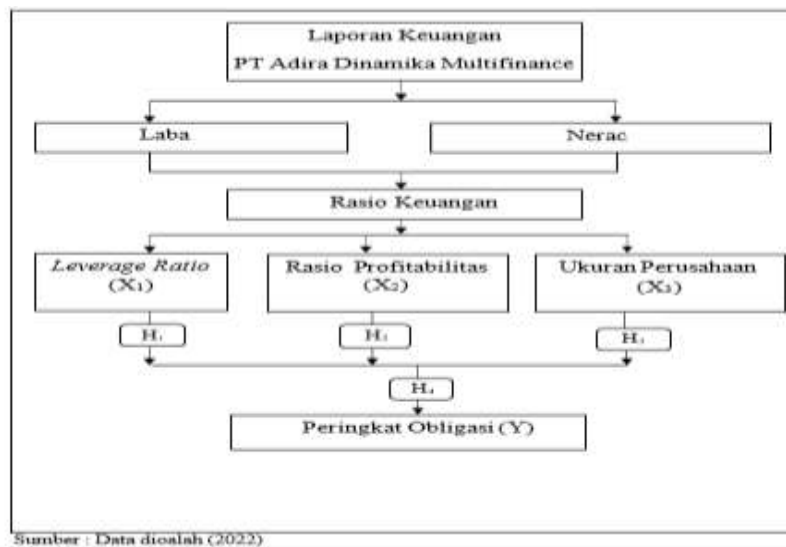 Laporan Keuangan
PT Adira Dinamika Multifinance
Laba
Nerac
Rasio Keuangan
Leverage Ratio
(X₁)
Rasio Profitabilitas
(X₂)
Ukuran Perusahaan
(X₃)
H₁
H₂
H₃
H₄
Peringkat Obligasi (Y)
Sumber : Data dioalah (2022)